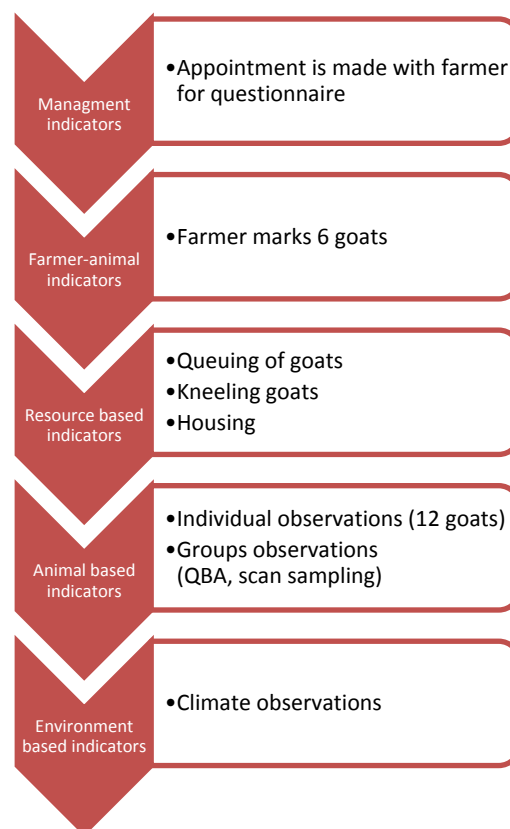 Managment
indicators
•Appointment is made with farmer
for questionnaire
Farmer-animal
indicators
•Farmer marks 6 goats
Resource based
indicators
•Queuing of goats
•Kneeling goats
•Housing
Animal based
indicators
•Individual observations (12 goats)
•Groups observations
(QBA, scan sampling)
Environment
based indicators
•Climate observations